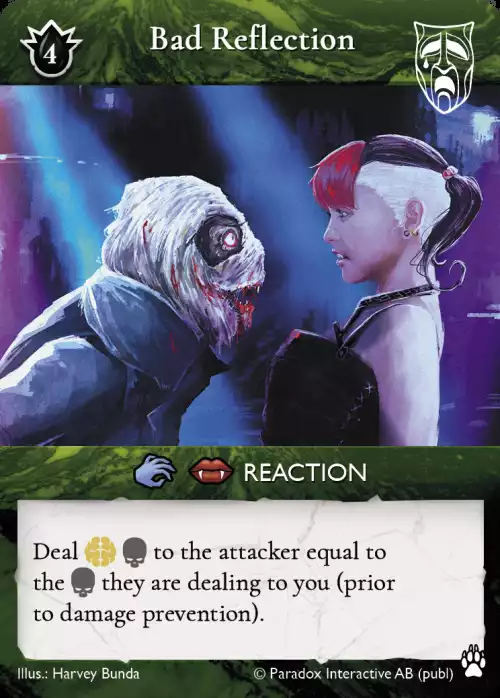 4
Bad Reflection
REACTION
Deal to the attacker equal to
the they are dealing to you (prior
to damage prevention).
Illus.: Harvey Bunda
© Paradox Interactive AB (publ)